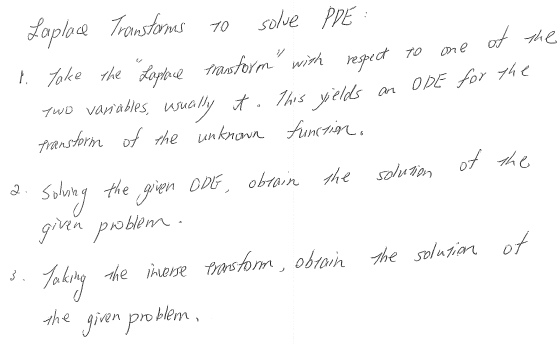 Laplace Transforms to solve PDE :
1. Take the "Laplace transform" with respect to one of the
two variables, usually t. This yields an ODE for the
transform of the unknown function.
2. Solving the given ODE, obtain the solution of the
given problem.
3. Taking the inverse transform, obtain the solution of
the given problem.